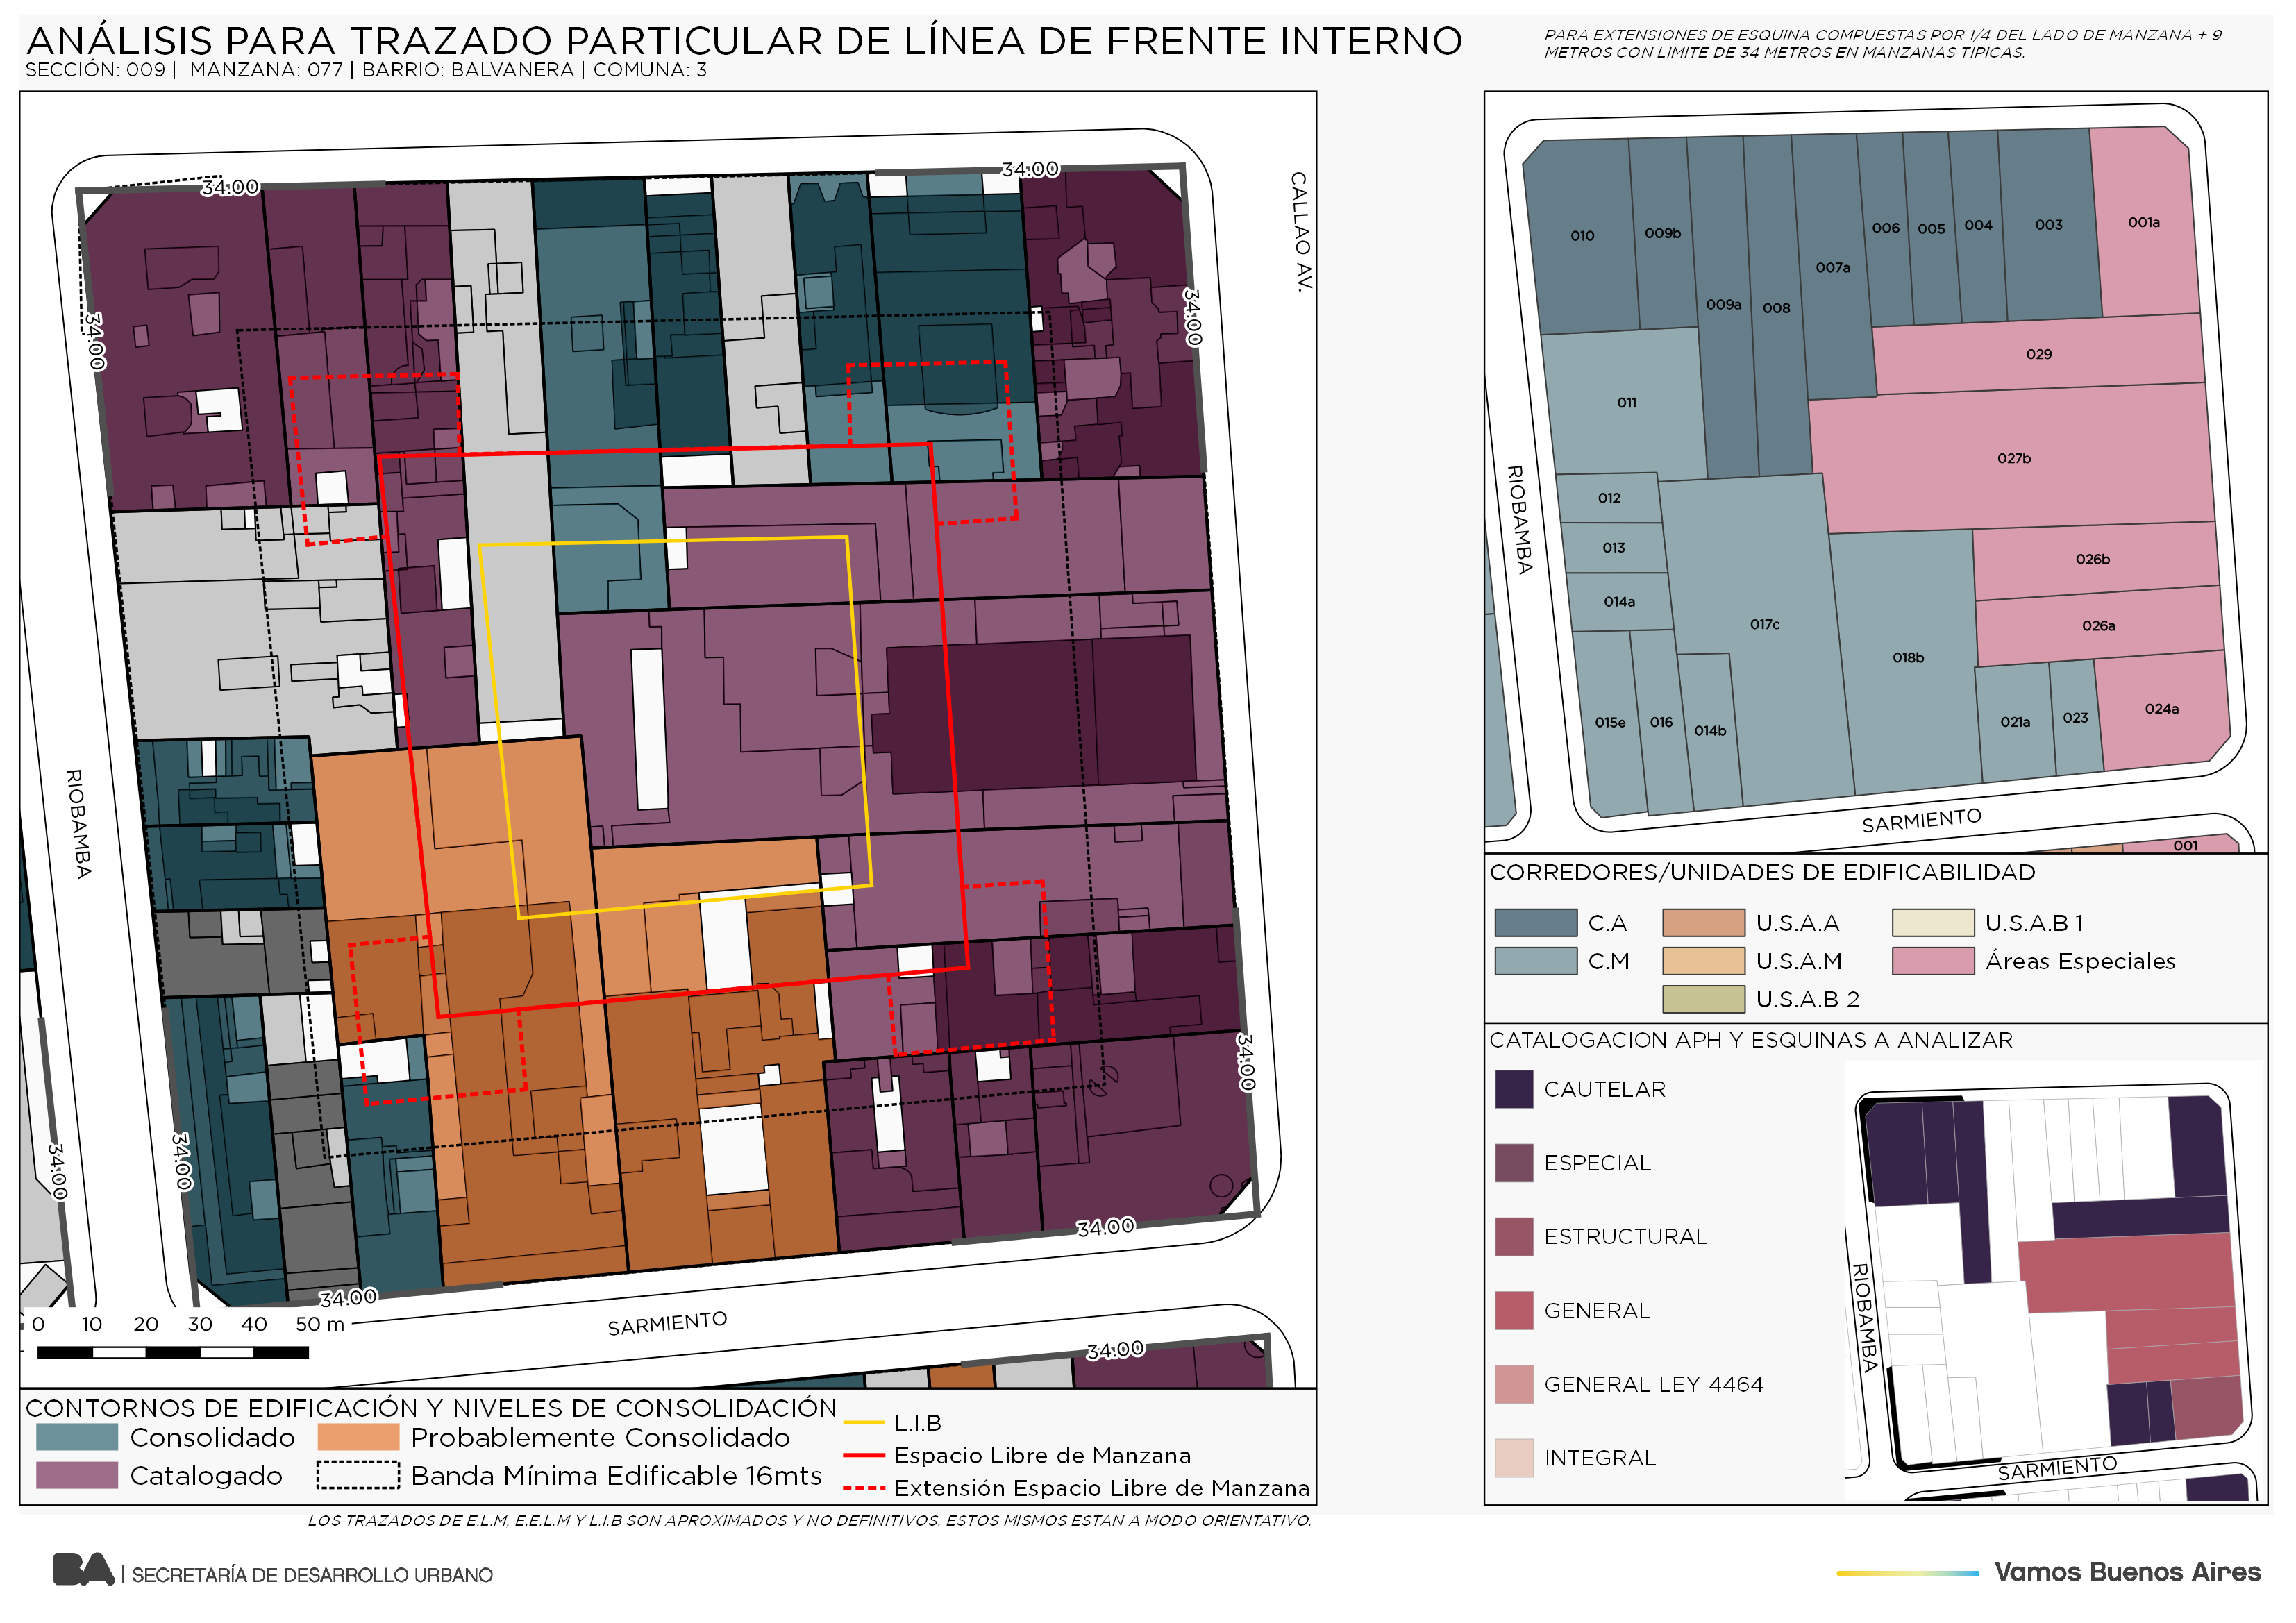 ANÁLISIS PARA TRAZADO PARTICULAR DE LÍNEA DE FRENTE INTERNO
SECCIÓN: 009 | MANZANA: 077 | BARRIO: BALVANERA | COMUNA: 3
PARA EXTENSIONES DE ESQUINA COMPUESTAS POR 1/4 DEL LADO DE MANZANA + 9
METROS CON LIMITE DE 34 METROS EN MANZANAS TIPICAS.
34.00
34.00
34.00
34.00
CALLAO AV.
RIOBAMBA
34.00
34.00
34.00
34.00
34.00
SARMIENTO
34.00
0 10 20 30 40 50 m
CONTORNOS DE EDIFICACIÓN Y NIVELES DE CONSOLIDACIÓN
Consolidado
Probablemente Consolidado
Catalogado
Banda Mínima Edificable 16mts
L.I.B
Espacio Libre de Manzana
Extensión Espacio Libre de Manzana
LOS TRAZADOS DE E.L.M, E.E.L.M Y L.I.B SON APROXIMADOS Y NO DEFINITIVOS. ESTOS MISMOS ESTAN A MODO ORIENTATIVO.
010
009b
009a
008
007a
006
005
004
003
001a
029
011
027b
012
013
014a
026b
026a
017c
018b
015e
016
014b
021a
023
024a
RIOBAMBA
SARMIENTO
001
CORREDORES/UNIDADES DE EDIFICABILIDAD
C.A
U.S.A.A
U.S.A.B 1
C.M
U.S.A.M
Áreas Especiales
U.S.A.B 2
CATALOGACION APH Y ESQUINAS A ANALIZAR
CAUTELAR
ESPECIAL
ESTRUCTURAL
GENERAL
GENERAL LEY 4464
INTEGRAL
RIOBAMBA
SARMIENTO
BA | SECRETARÍA DE DESARROLLO URBANO
Vamos Buenos Aires